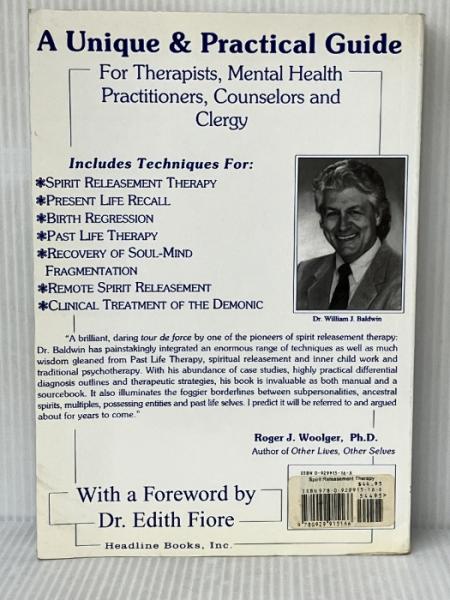 A Unique & Practical Guide
For Therapists, Mental Health
Practitioners, Counselors and
Clergy
Includes Techniques For:
✱SPIRIT RELEASEMENT THERAPY
✱PRESENT LIFE RECALL
✱BIRTH REGRESSION
✱PAST LIFE THERAPY
✱RECOVERY OF SOUL-MIND
FRAGMENTATION
✱REMOTE SPIRIT RELEASEMENT
✱CLINICAL TREATMENT OF THE DEMONIC
Dr. William J. Baldwin
"A brilliant, daring tour de force by one of the pioneers of spirit releasement therapy:
Dr. Baldwin has painstakingly integrated an enormous range of techniques as well as much
wisdom gleaned from Past Life Therapy, spiritual releasement and inner child work and
traditional psychotherapy. With his abundance of case studies, highly practical differential
diagnosis outlines and therapeutic strategies, his book is invaluable as both manual and a
sourcebook. It also illuminates the foggier borderlines between subpersonalities, ancestral
spirits, multiples, possessing entities and past life selves. I predict it will be referred to and argued
about for years to come."
Roger J. Woolger, Ph.D.
Author of Other Lives, Other Selves
With a Foreword by
Dr. Edith Fiore
Headline Books, Inc.
ISBN 0-929915-16-X
Spirit Releasement Therapy
$44.95